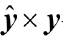 ŷ × y